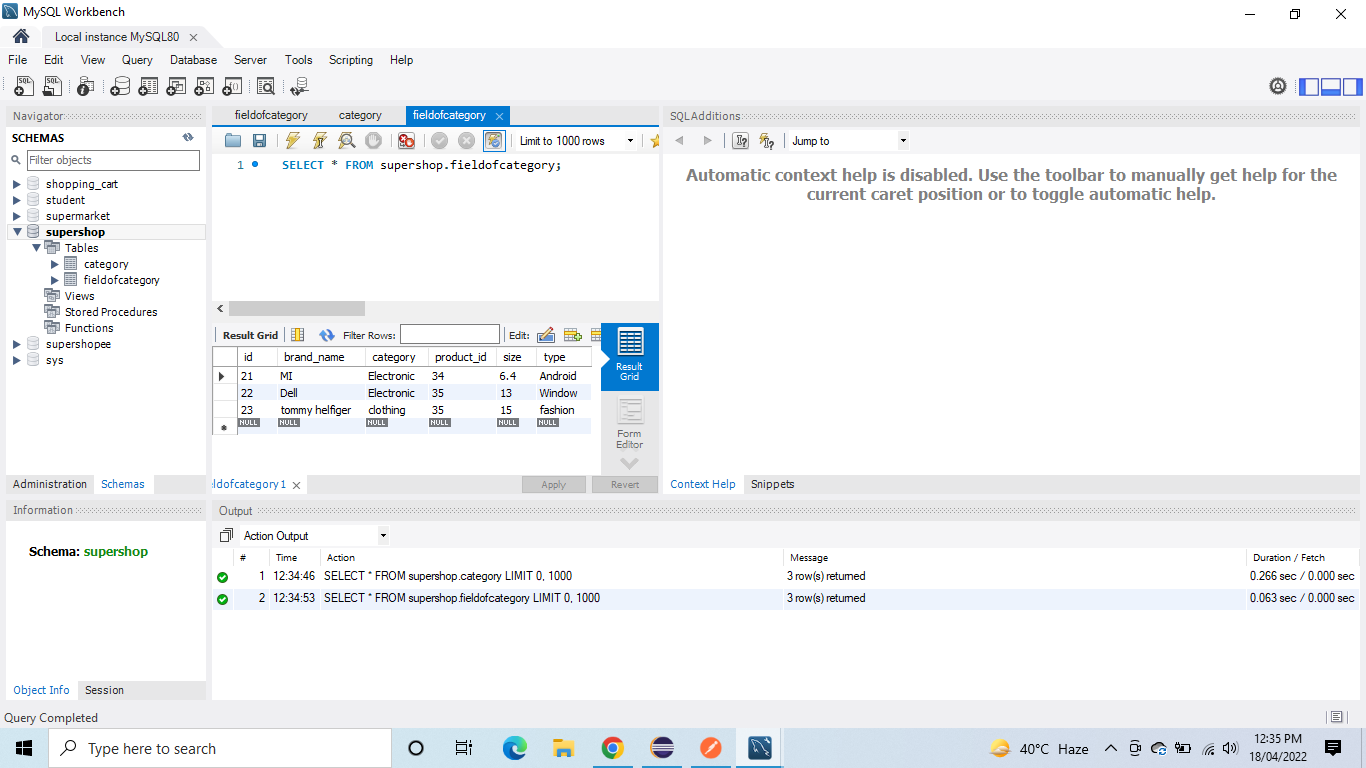 MySQL Workbench
Local instance MySQL80
File Edit View Query Database Server Tools Scripting Help
Navigator
SCHEMAS
Filter objects
shopping_cart
student
supermarket
supershop
Tables
category
fieldofcategory
Views
Stored Procedures
Functions
supershopee
sys
Administration Schemas
Information
Schema: supershop
Object Info Session
fieldofcategory category fieldofcategory
Limit to 1000 rows
1 SELECT * FROM supershop.fieldofcategory;
Result Grid Filter Rows: Edit:
id brand_name category product_id size type
21 MI Electronic 34 6.4 Android
22 Dell Electronic 35 13 Window
23 tommy helfiger clothing 35 15 fashion
NULL NULL NULL NULL NULL NULL
Result
Grid
Form
Editor
ldofcategory 1 Apply Revert
SQLAdditions
Jump to
Automatic context help is disabled. Use the toolbar to manually get help for the
current caret position or to toggle automatic help.
Context Help Snippets
Output
Action Output
# Time Action Message Duration / Fetch
1 12:34:46 SELECT * FROM supershop.category LIMIT 0, 1000 3 row(s) returned 0.266 sec / 0.000 sec
2 12:34:53 SELECT * FROM supershop.fieldofcategory LIMIT 0, 1000 3 row(s) returned 0.063 sec / 0.000 sec
Query Completed
Type here to search
40°C Haze
12:35 PM
18/04/2022